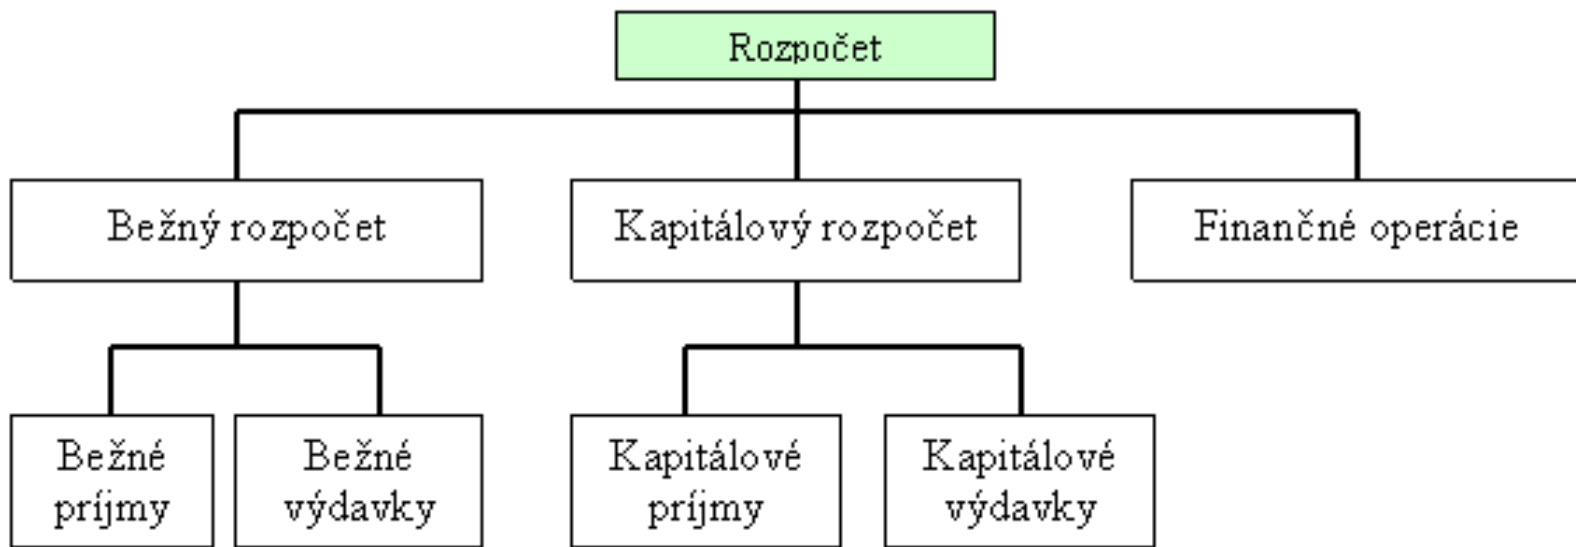 Rozpočet
Bežný rozpočet
Kapitálový rozpočet
Finančné operácie
Bežné
príjmy
Bežné
výdavky
Kapitálové
príjmy
Kapitálové
výdavky